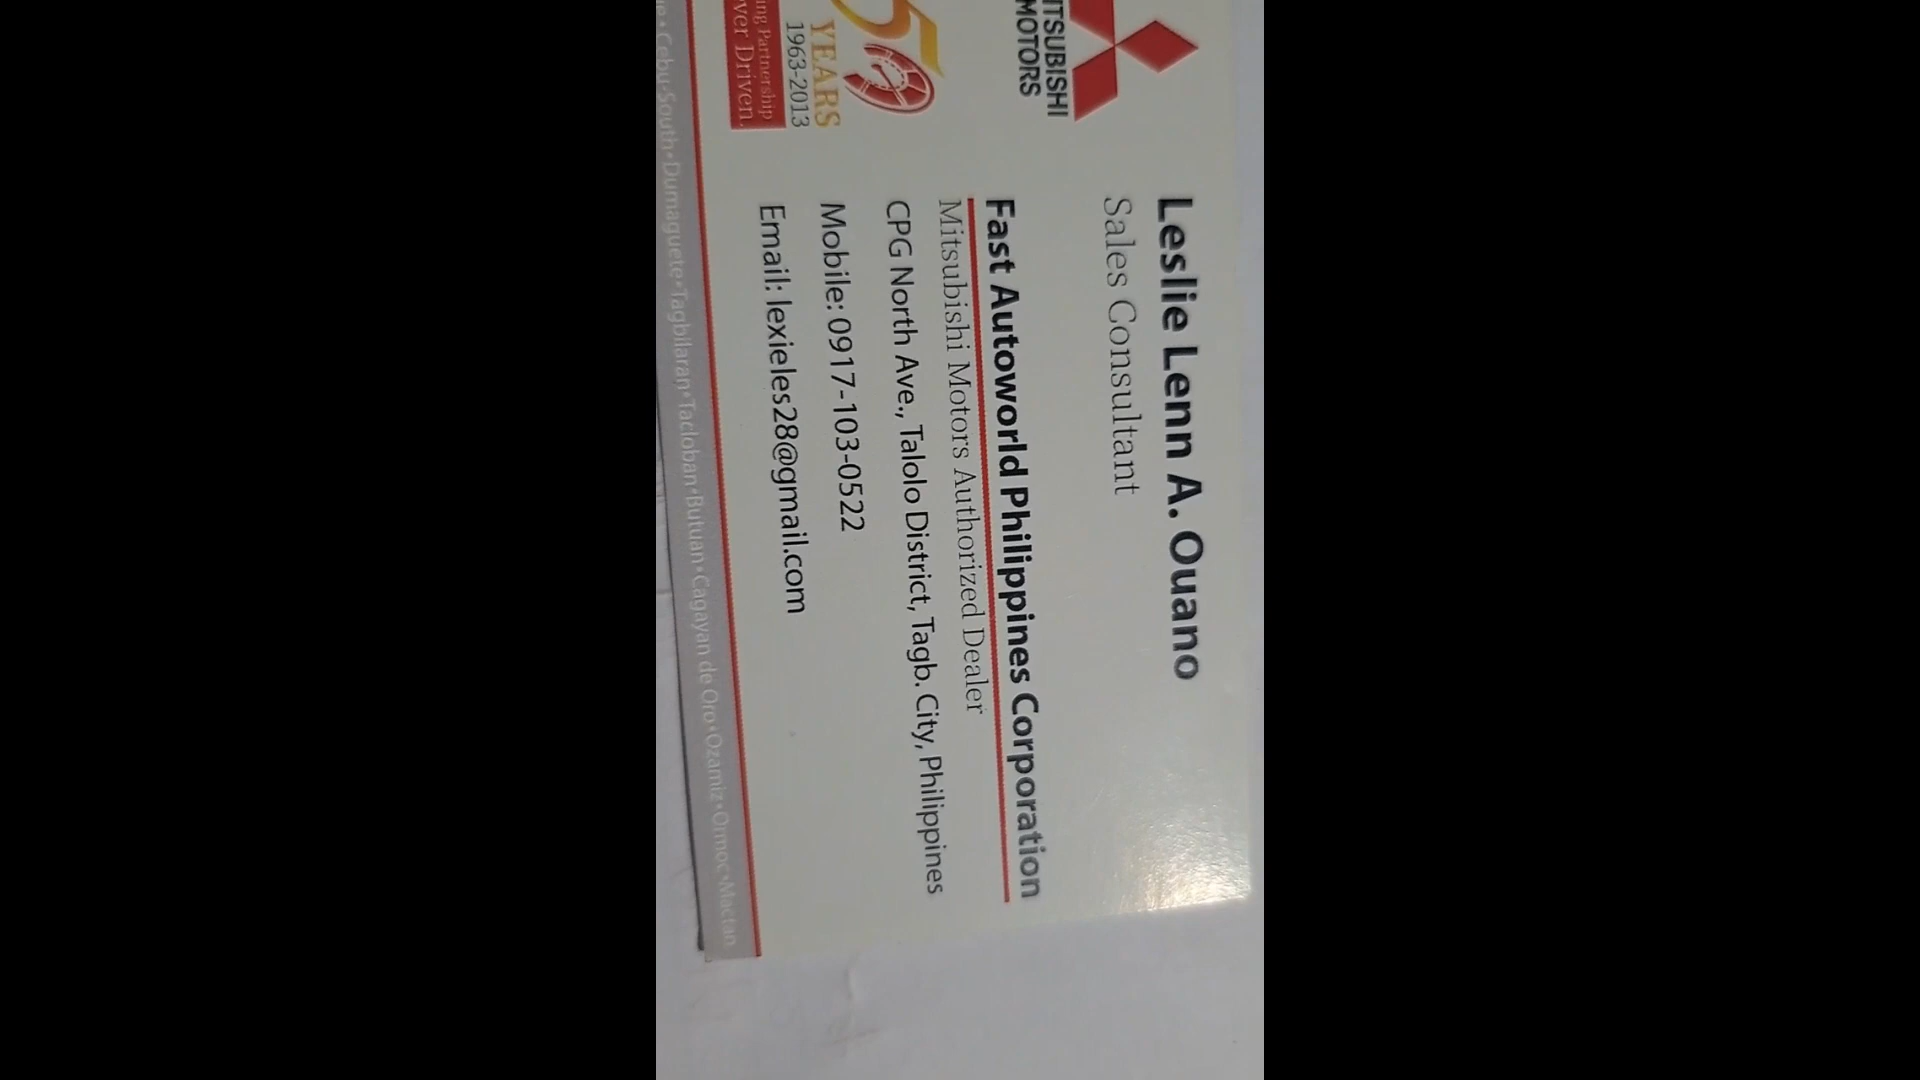 MOTORS
Leslie Lenn A. Ouano
Sales Consultant
Fast Autoworld Philippines Corporation
Mitsubishi Motors Authorized Dealer
CPG North Ave., Talolo District, Tagb. City, Philippines
Mobile: 0917-103-0522
Email: lexieles28@gmail.com
50
YEARS
1963-2013
Partnership
Driven.
Cebu South•Dumaguete•Tagbilaran•Tacloban•Butuan•Cagayan de Oro•Ozamiz•Ormoc•Mactan